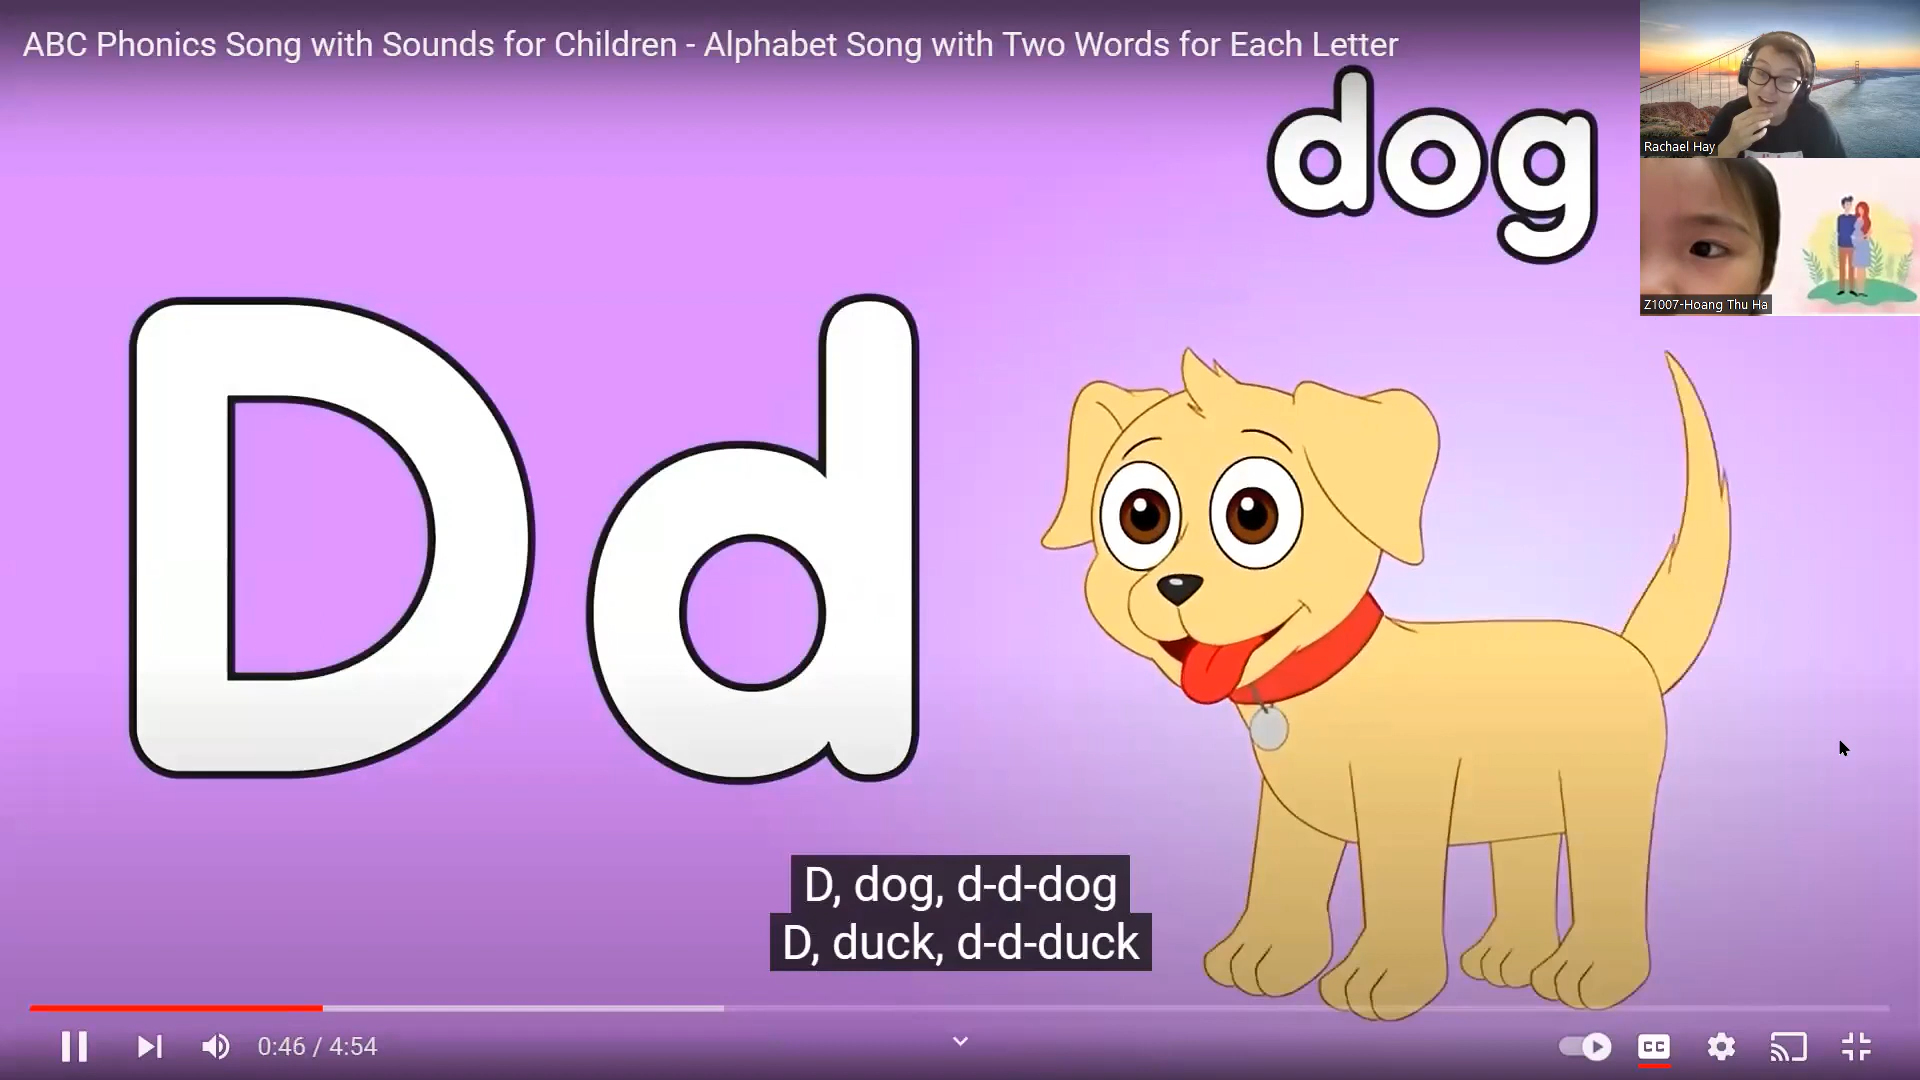 ABC Phonics Song with Sounds for Children - Alphabet Song with Two Words for Each Letter
dog
Rachael Hay
Z1007-Hoang Thu Ha
Dd
D, dog, d-d-dog
D, duck, d-d-duck
0:46 / 4:54
CC